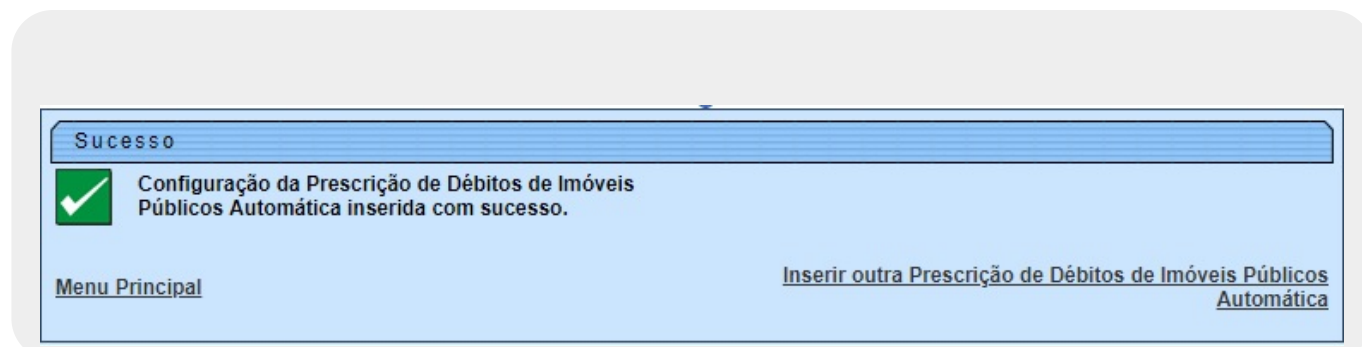 Sucesso
Configuração da Prescrição de Débitos de Imóveis
Públicos Automática inserida com sucesso.
Menu Principal
Inserir outra Prescrição de Débitos de Imóveis Públicos
Automática